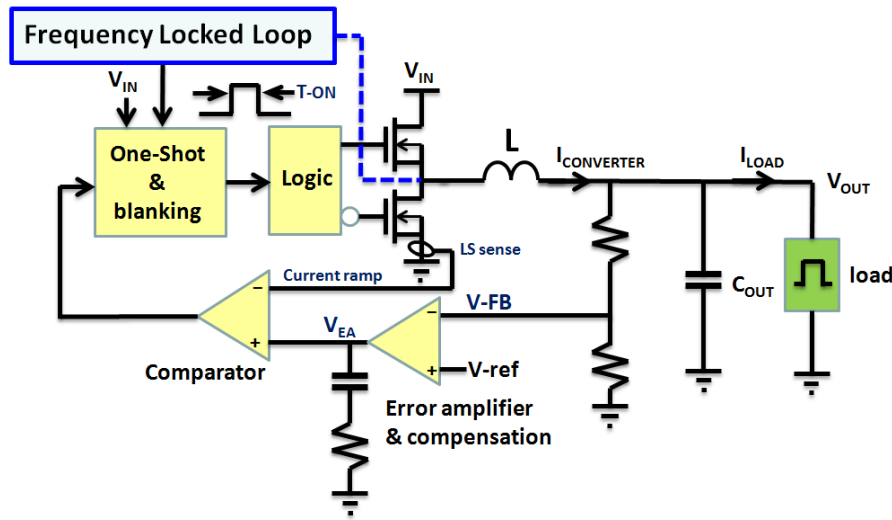 Frequency Locked Loop
VIN
T-ON
VIN
One-Shot
&
blanking
Logic
L
ICONVERTER
ILOAD
VOUT
LS sense
Current ramp
–
+
Comparator
VEA
V-FB
–
+
V-ref
COUT
load
Error amplifier
& compensation